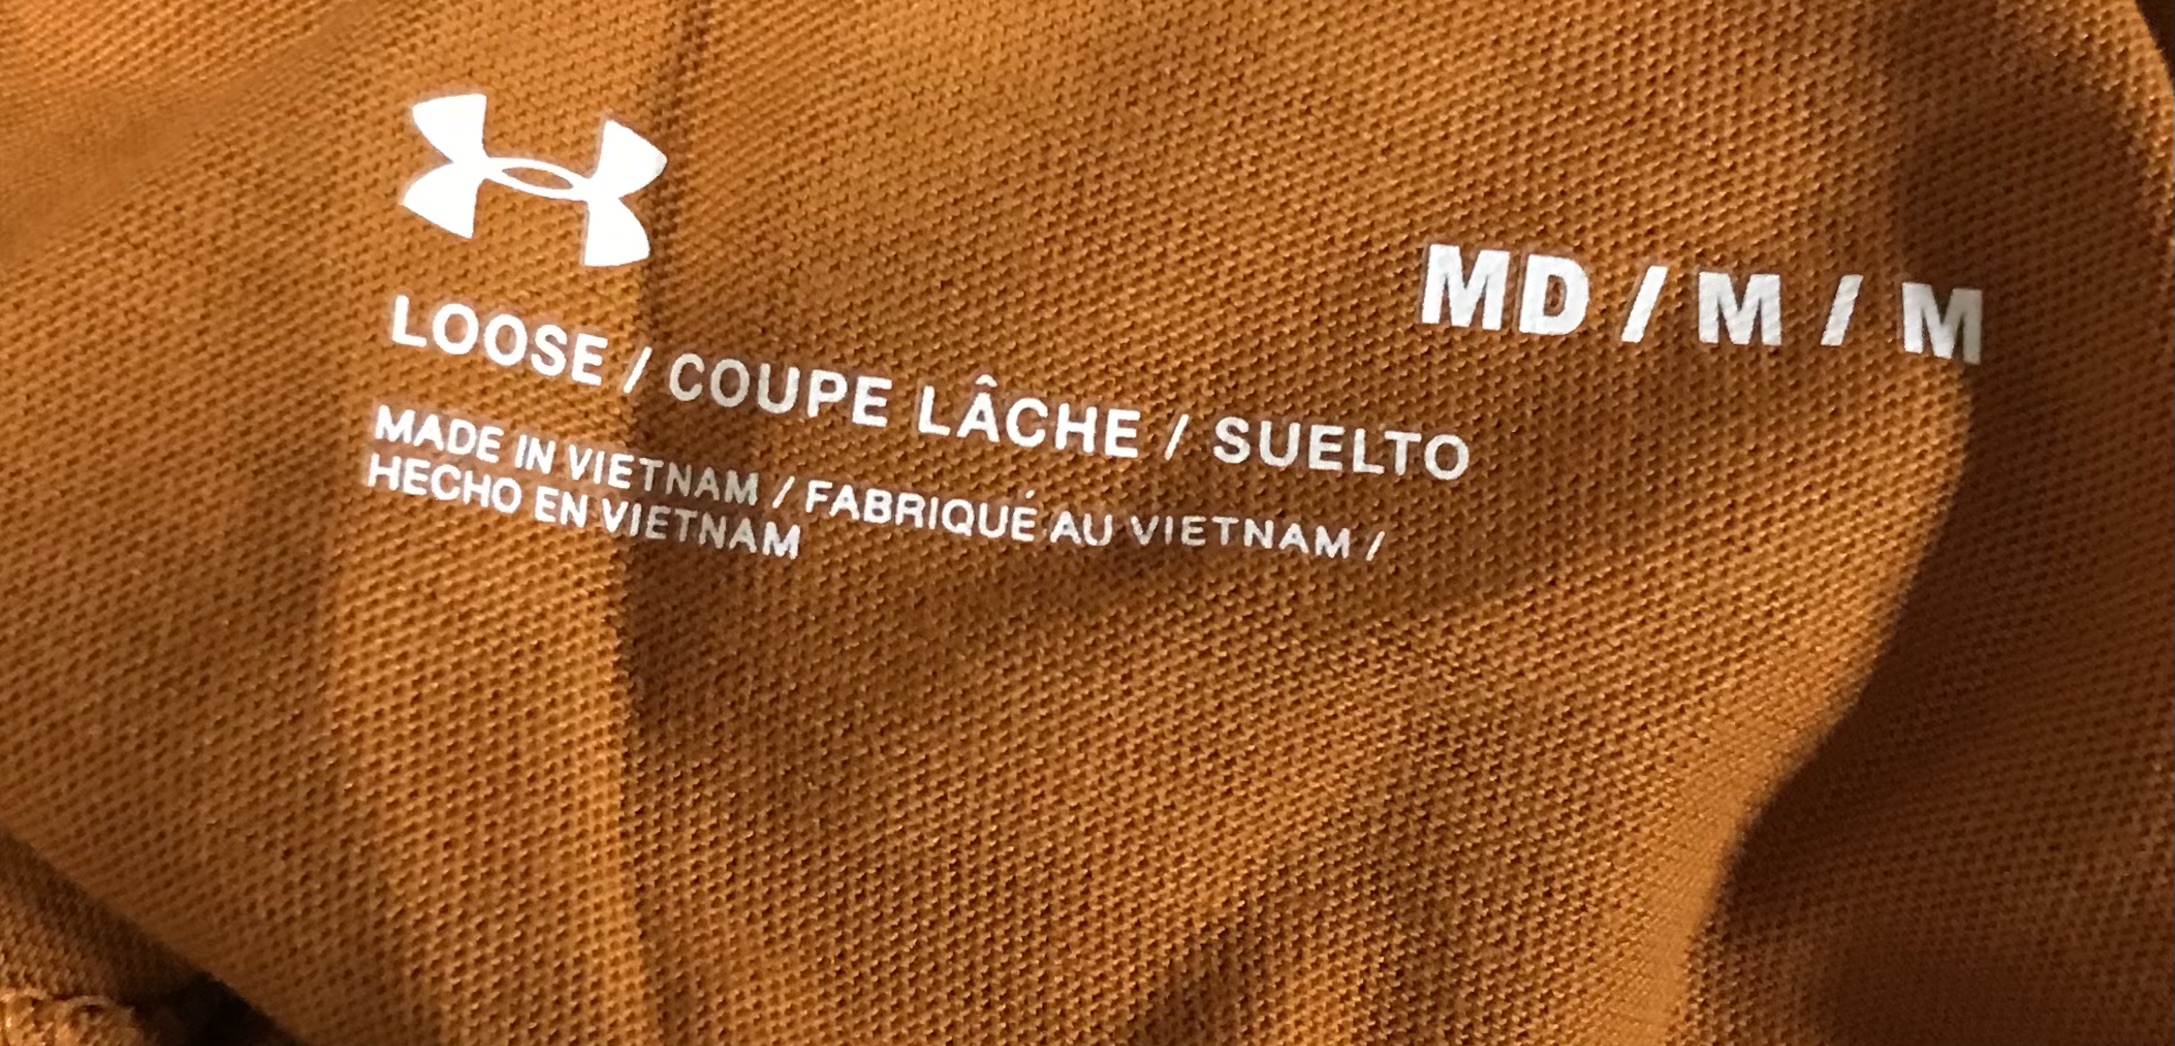 LOOSE / COUPE LÂCHE / SUELTO
MD / M / M
MADE IN VIETNAM / FABRIQUÉ AU VIETNAM /
HECHO EN VIETNAM